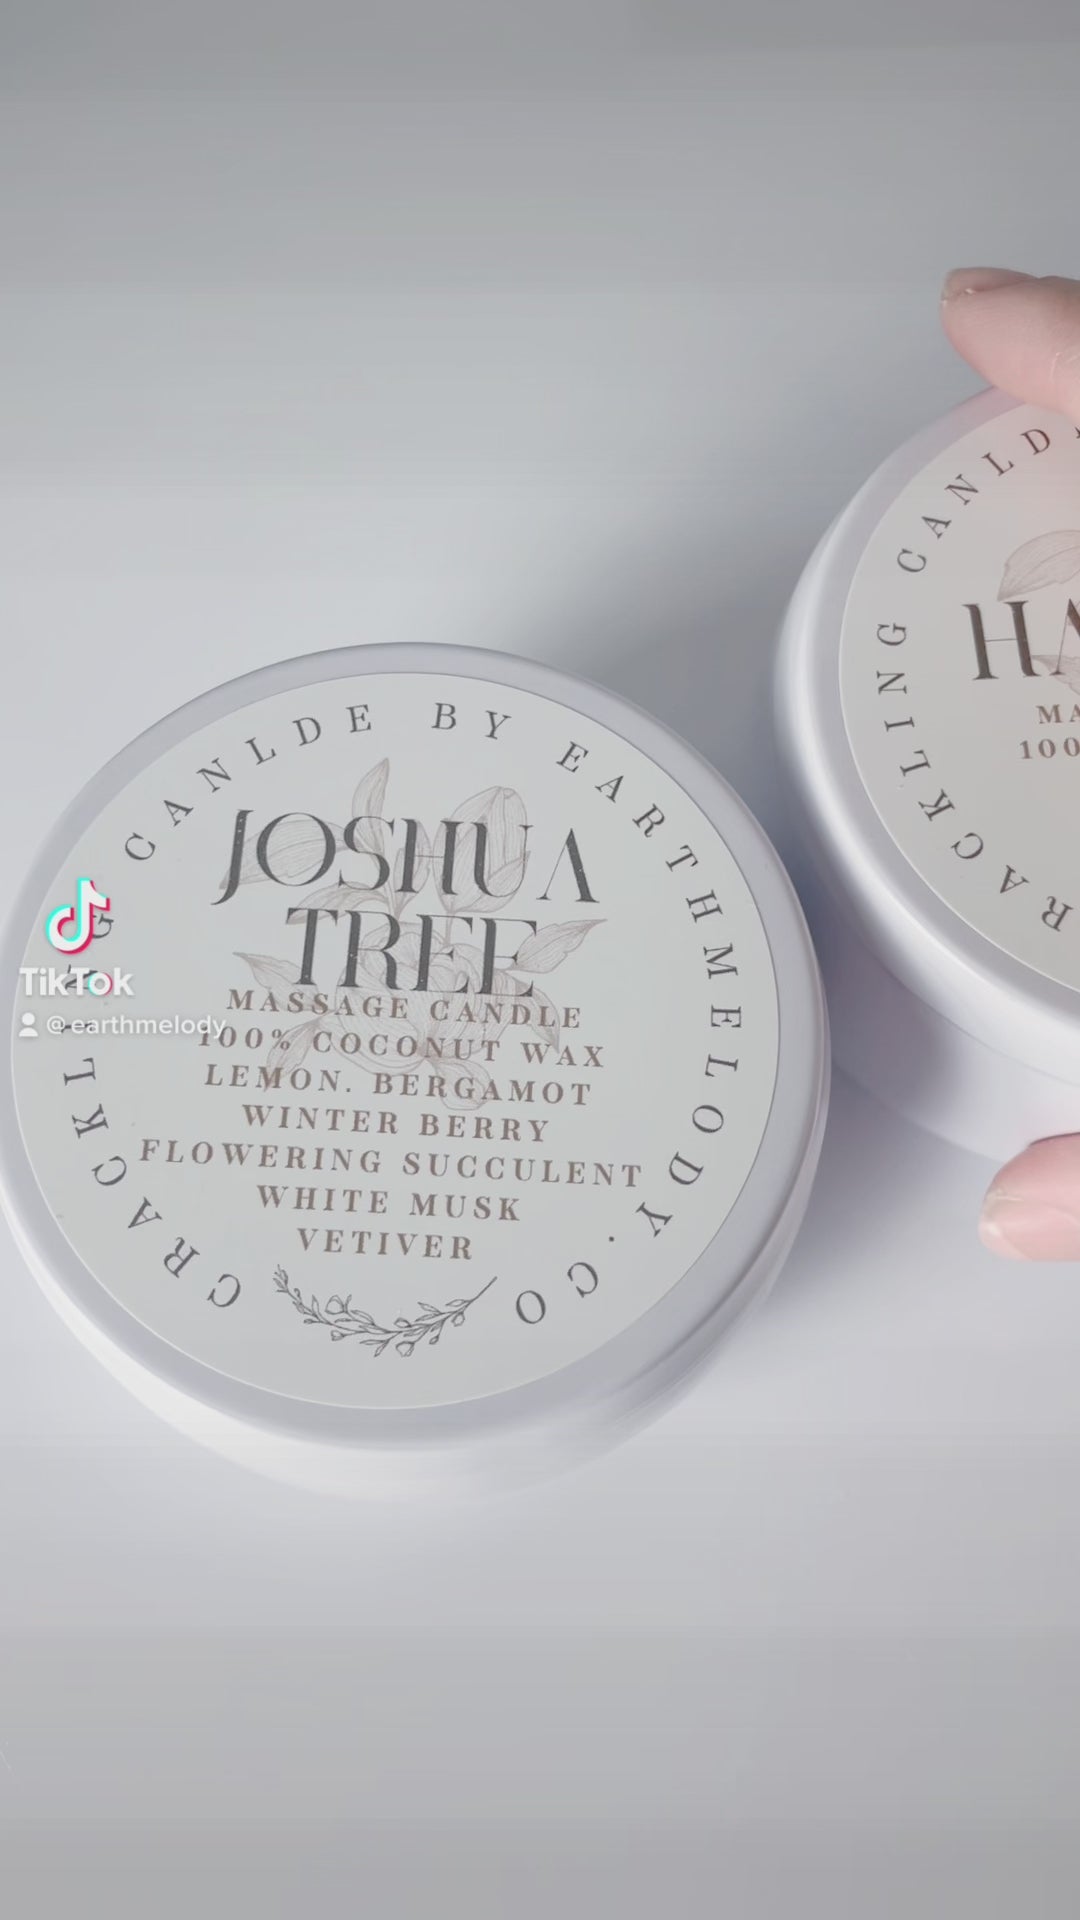 CRACKLING CANLDE BY EARTHMELODY.CO
JOSHUA
TREE
MASSAGE CANDLE
100% COCONUT WAX
LEMON. BERGAMOT
WINTER BERRY
FLOWERING SUCCULENT
WHITE MUSK
VETIVER
TikTok
@earthmelody
RACKLING CANLD
HA
MA
100